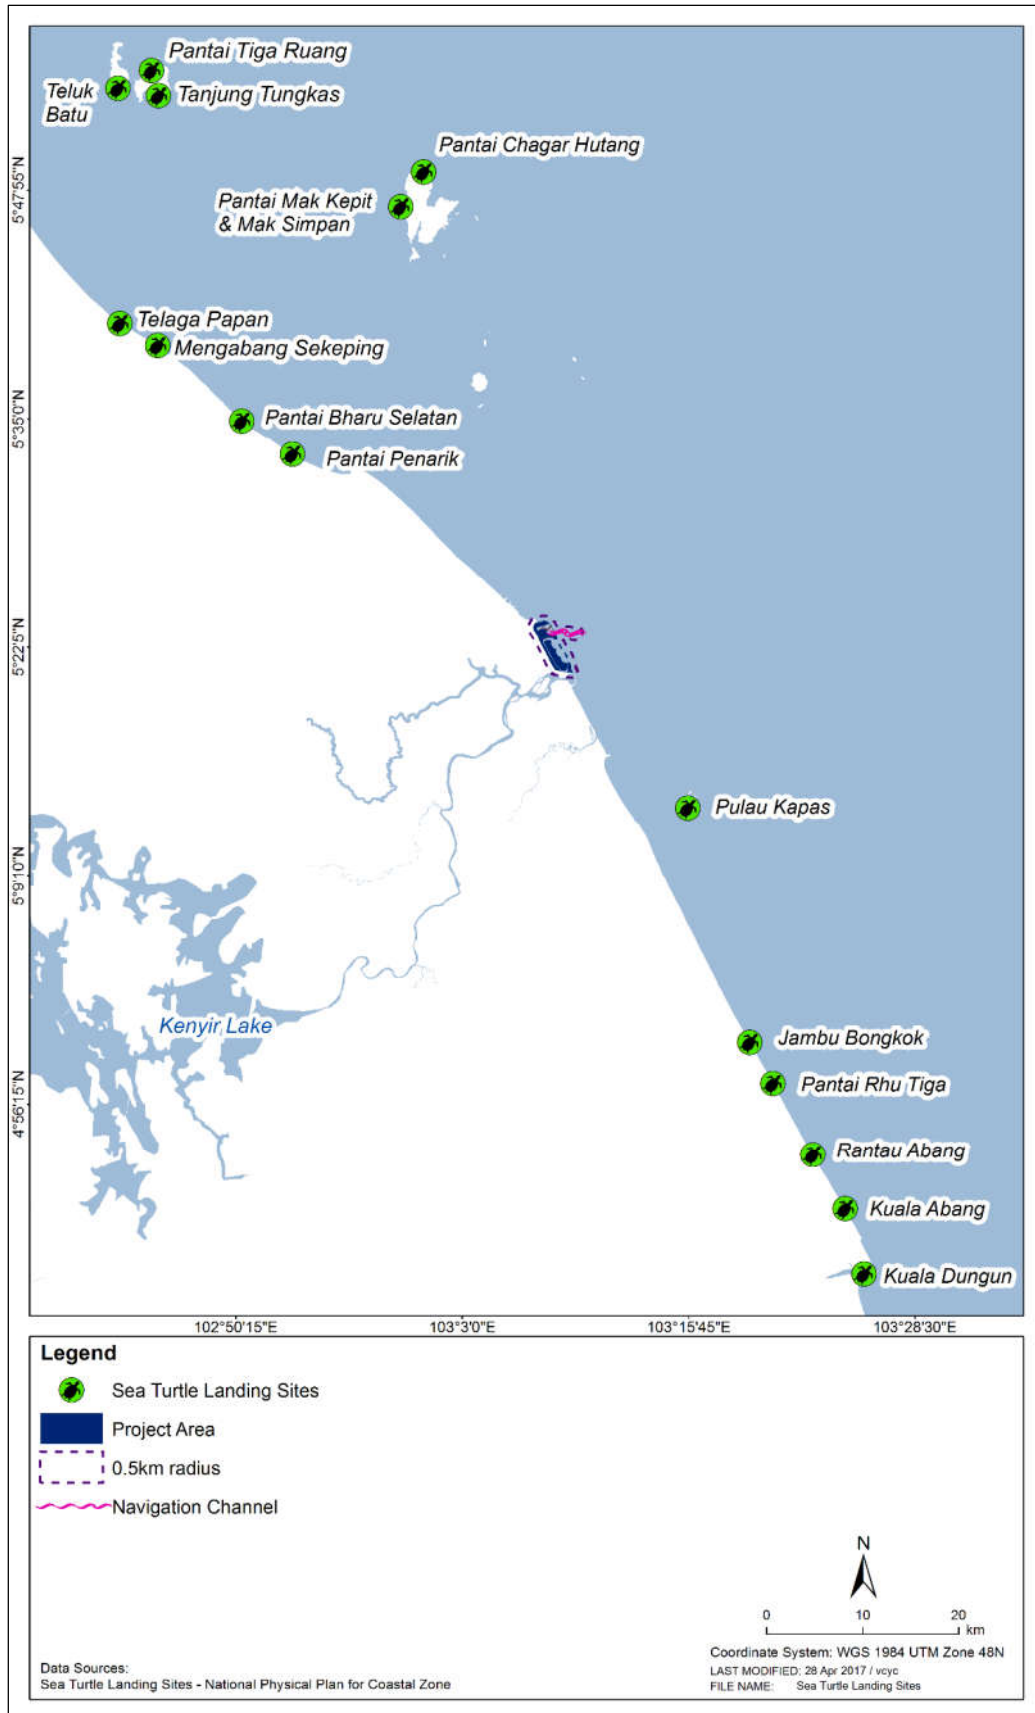 Pantai Tiga Ruang
Teluk
Batu
Tanjung Tungkas
Pantai Chagar Hutang
Pantai Mak Kepit
& Mak Simpan
5°47'55"N
Telaga Papan
Mengabang Sekeping
5°35'0"N
Pantai Bharu Selatan
Pantai Penarik
5°22'5"N
Pulau Kapas
5°9'10"N
Kenyir Lake
Jambu Bongkok
Pantai Rhu Tiga
4°56'15"N
Rantau Abang
Kuala Abang
Kuala Dungun
102°50'15"E
103°3'0"E
103°15'45"E
103°28'30"E
Legend
Sea Turtle Landing Sites
Project Area
0.5km radius
Navigation Channel
N
0 10 20
km
Coordinate System: WGS 1984 UTM Zone 48N
LAST MODIFIED: 28 Apr 2017 / vcyc
FILE NAME: Sea Turtle Landing Sites
Data Sources:
Sea Turtle Landing Sites - National Physical Plan for Coastal Zone